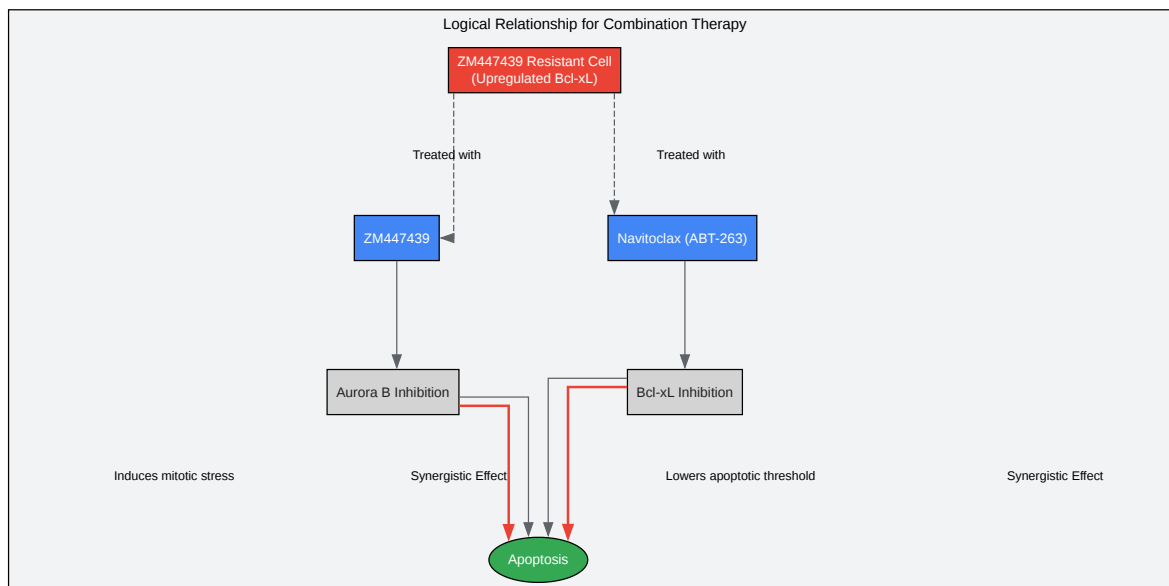 Logical Relationship for Combination Therapy
ZM447439 Resistant Cell
(Upregulated Bcl-xL)
Treated with
Treated with
ZM447439
Navitoclax (ABT-263)
Aurora B Inhibition
Bcl-xL Inhibition
Induces mitotic stress
Synergistic Effect
Lowers apoptotic threshold
Synergistic Effect
Apoptosis